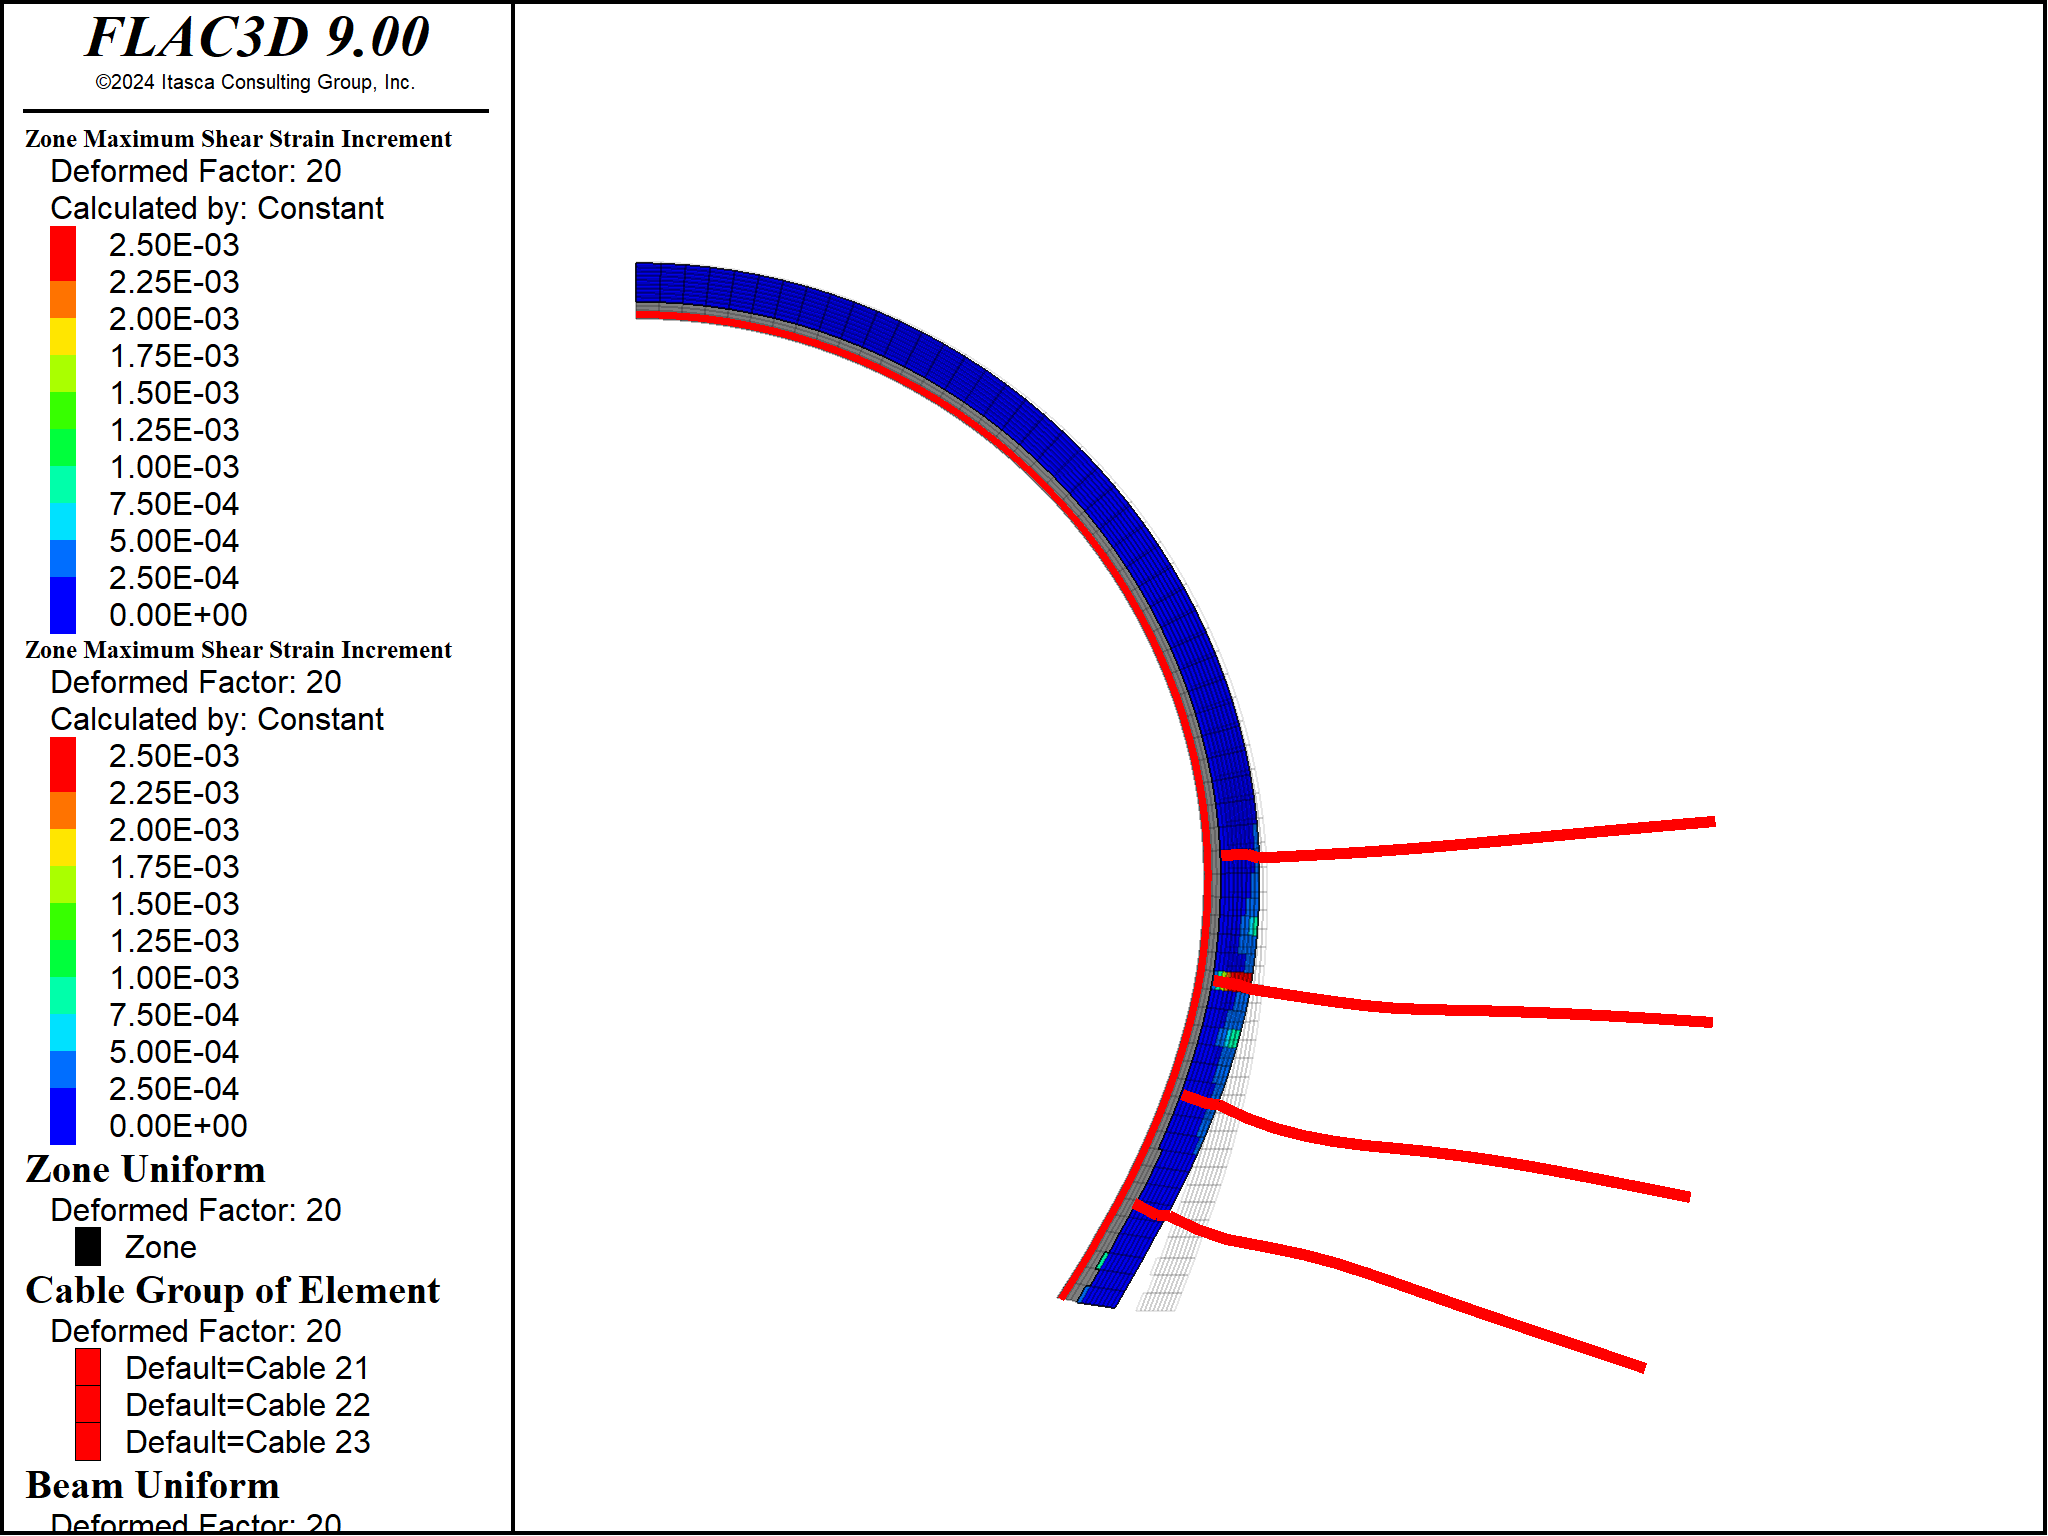 FLAC3D 9.00
©2024 Itasca Consulting Group, Inc.
Zone Maximum Shear Strain Increment
Deformed Factor: 20
Calculated by: Constant
2.50E-03
2.25E-03
2.00E-03
1.75E-03
1.50E-03
1.25E-03
1.00E-03
7.50E-04
5.00E-04
2.50E-04
0.00E+00
Zone Maximum Shear Strain Increment
Deformed Factor: 20
Calculated by: Constant
2.50E-03
2.25E-03
2.00E-03
1.75E-03
1.50E-03
1.25E-03
1.00E-03
7.50E-04
5.00E-04
2.50E-04
0.00E+00
Zone Uniform
Deformed Factor: 20
Zone
Cable Group of Element
Deformed Factor: 20
Default=Cable 21
Default=Cable 22
Default=Cable 23
Beam Uniform
Deformed Factor: 20